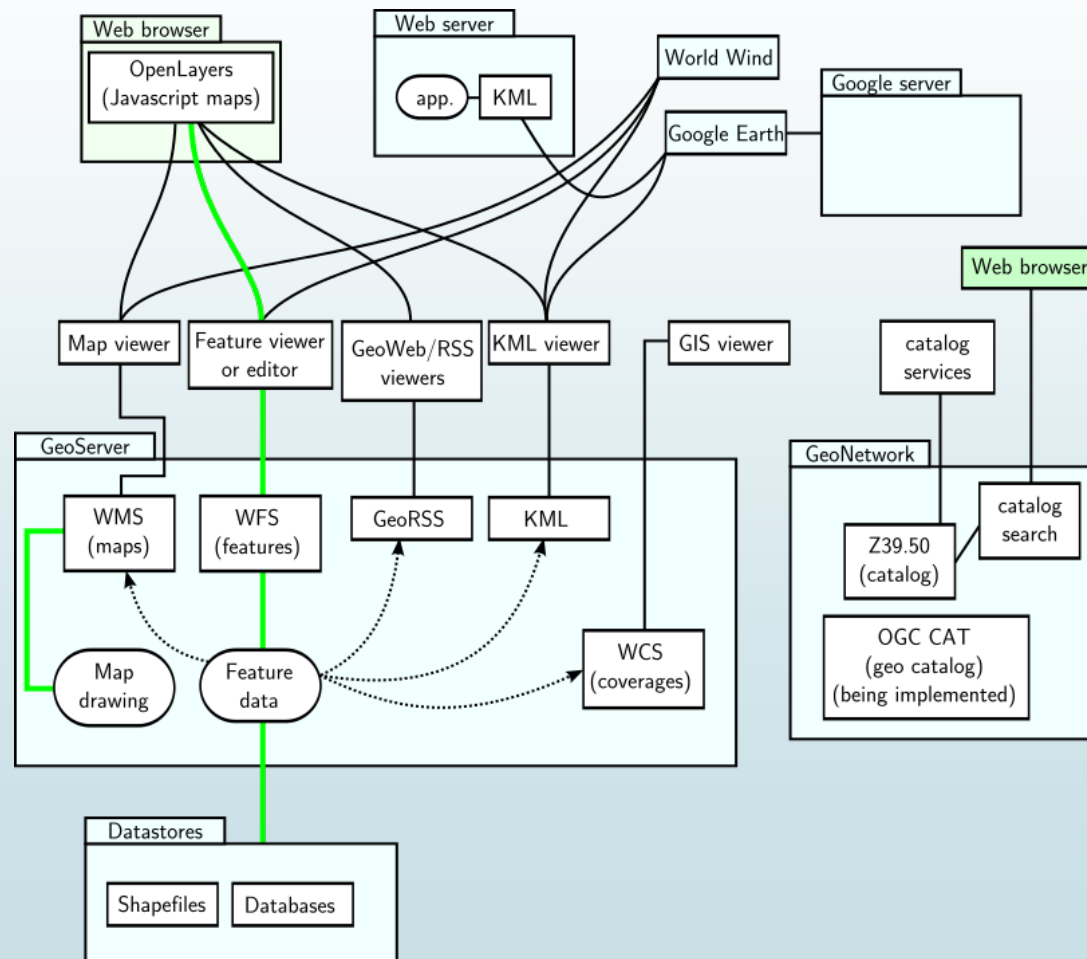 Web browser
OpenLayers
(Javascript maps)
Web server
app.
KML
World Wind
Google Earth
Google server
Web browser
Map viewer
Feature viewer
or editor
GeoWeb/RSS
viewers
KML viewer
GIS viewer
catalog
services
GeoServer
WMS
(maps)
WFS
(features)
GeoRSS
KML
Map
drawing
Feature
data
WCS
(coverages)
GeoNetwork
catalog
search
Z39.50
(catalog)
OGC CAT
(geo catalog)
(being implemented)
Datastores
Shapefiles
Databases